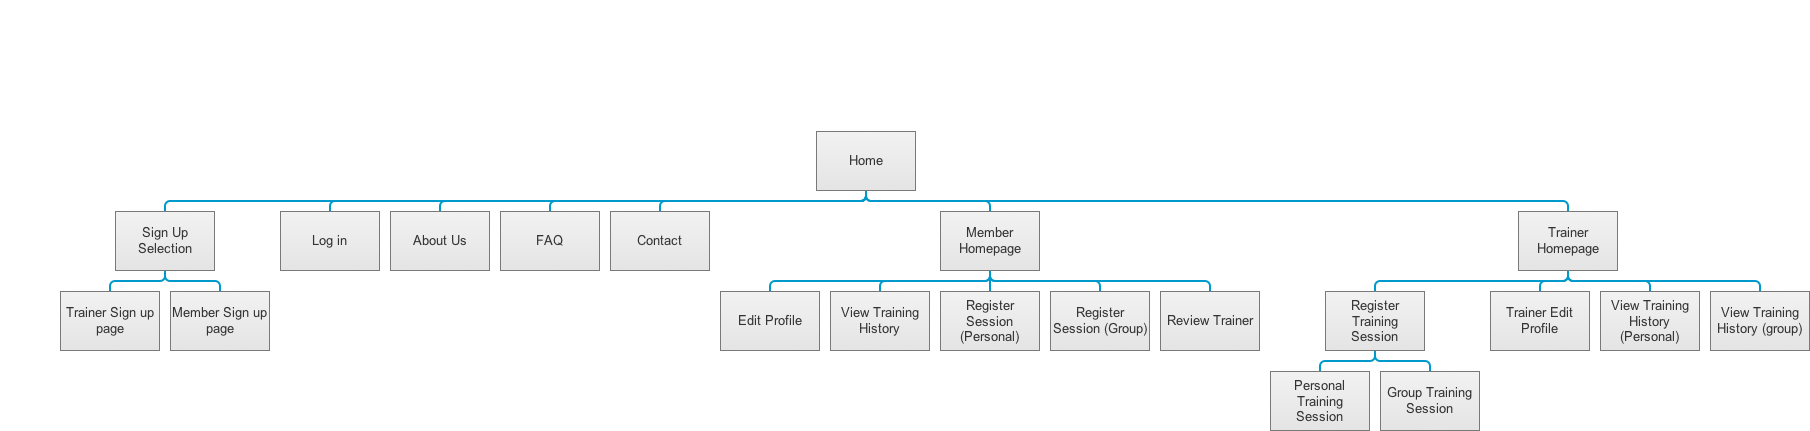 Home
Sign Up
Selection
Log in
About Us
FAQ
Contact
Member
Homepage
Trainer
Homepage
Trainer Sign up
page
Member Sign up
page
Edit Profile
View Training
History
Register
Session
(Personal)
Register
Session (Group)
Review Trainer
Register
Training
Session
Trainer Edit
Profile
View Training
History
(Personal)
View Training
History (group)
Personal
Training
Session
Group Training
Session